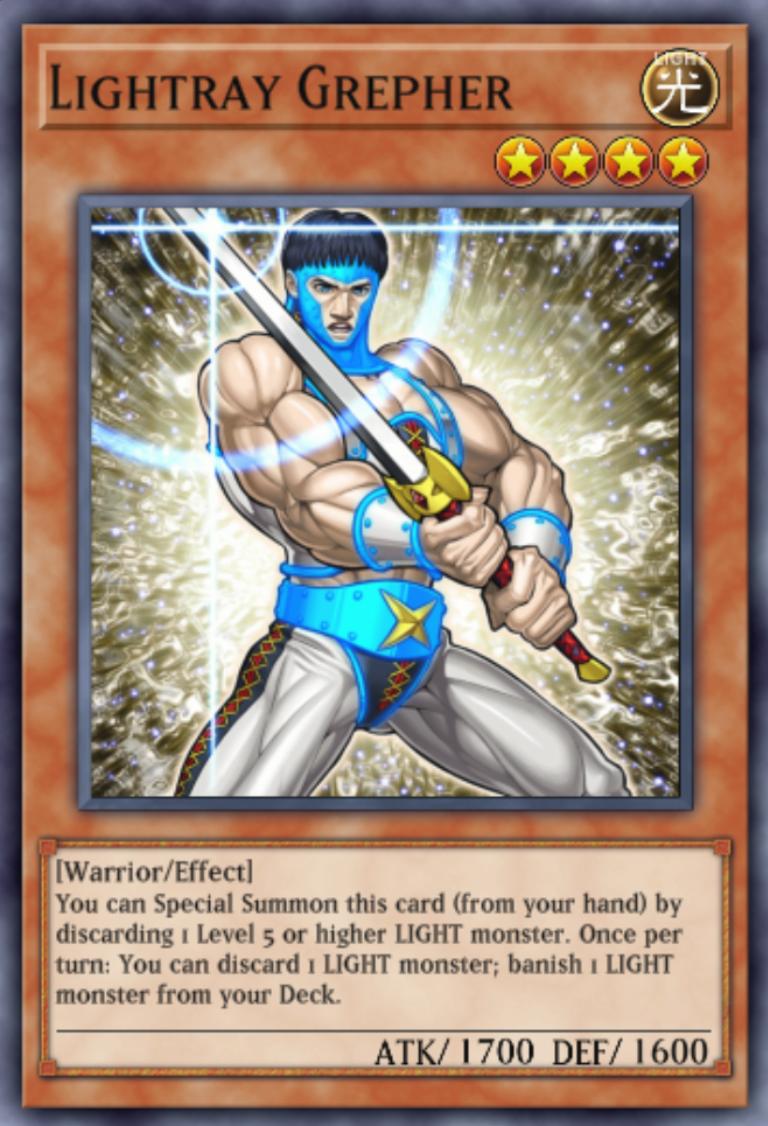 LIGHTRAY GREPHER
LIGHT
光
[Warrior/Effect]
You can Special Summon this card (from your hand) by
discarding 1 Level 5 or higher LIGHT monster. Once per
turn: You can discard 1 LIGHT monster; banish 1 LIGHT
monster from your Deck.
ATK/ 1700 DEF/ 1600